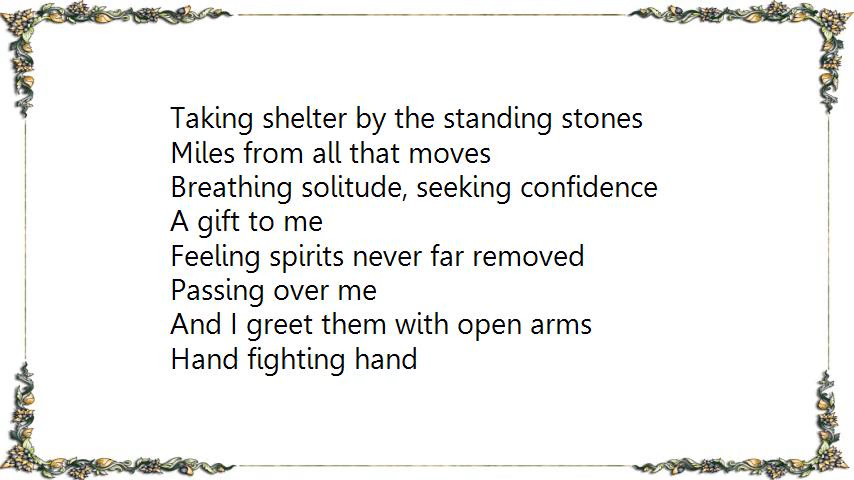 Taking shelter by the standing stones
Miles from all that moves
Breathing solitude, seeking confidence
A gift to me
Feeling spirits never far removed
Passing over me
And I greet them with open arms
Hand fighting hand